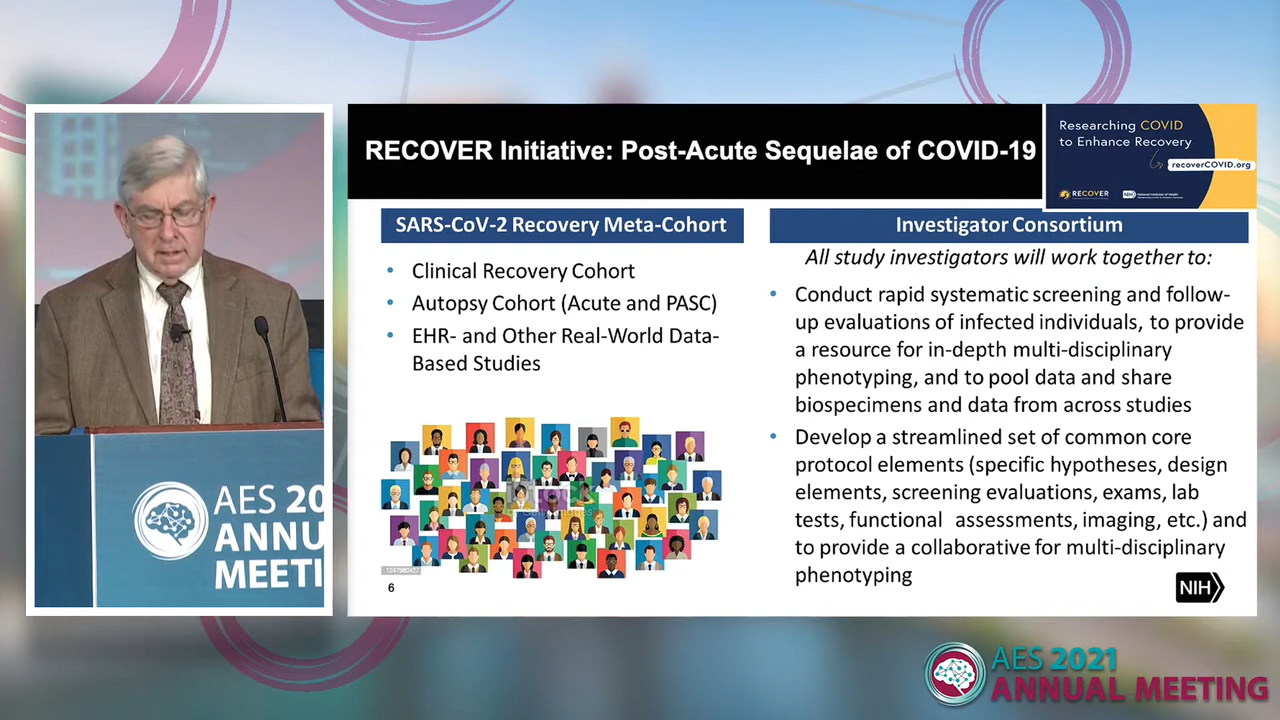 RECOVER Initiative: Post-Acute Sequelae of COVID-19
Researching COVID
to Enhance Recovery
recoverCOVID.org
RECOVER
NIH
SARS-CoV-2 Recovery Meta-Cohort
• Clinical Recovery Cohort
• Autopsy Cohort (Acute and PASC)
• EHR- and Other Real-World Data-
Based Studies
6
Investigator Consortium
All study investigators will work together to:
• Conduct rapid systematic screening and follow-
up evaluations of infected individuals, to provide
a resource for in-depth multi-disciplinary
phenotyping, and to pool data and share
biospecimens and data from across studies
• Develop a streamlined set of common core
protocol elements (specific hypotheses, design
elements, screening evaluations, exams, lab
tests, functional assessments, imaging, etc.) and
to provide a collaborative for multi-disciplinary
phenotyping
NIH
AES 20
ANNU
MEETI
AES 2021
ANNUAL MEETING